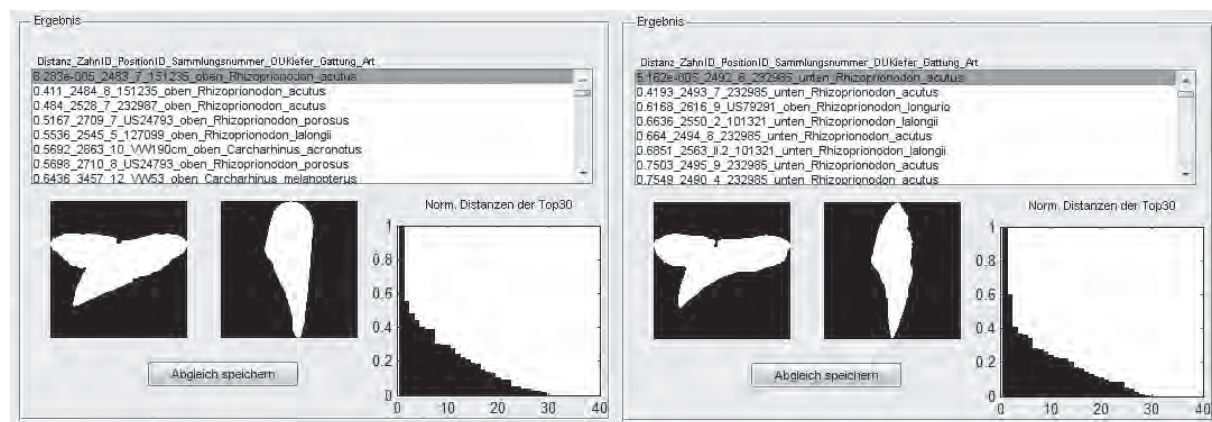 Ergebnis
Distanz_ZahnID_PositionID_Sammlungsnummer_OUKiefer_Gattung_Art
6.283e-005_2483_7_151235_oben_Rhizoprionodon_acutus
0.411_2484_8_151235_oben_Rhizoprionodon_acutus
0.484_2528_7_232987_oben_Rhizoprionodon_acutus
0.5167_2709_7_US24793_oben_Rhizoprionodon_porosus
0.5536_2545_5_127099_oben_Rhizoprionodon_lalongii
0.5692_2863_10_VW190cm_oben_Carcharhinus_acronotus
0.5698_2710_8_US24793_oben_Rhizoprionodon_porosus
0.6436_3457_12_VW53_oben_Carcharhinus_melanopterus
Norm. Distanzen der Top30
1
0.8
0.6
0.4
0.2
0
0 10 20 30 40
Abgleich speichern
Ergebnis
Distanz_ZahnID_PositionID_Sammlungsnummer_OUKiefer_Gattung_Art
5.162e-005_2492_6_232985_unten_Rhizoprionodon_acutus
0.4193_2493_7_232985_unten_Rhizoprionodon_acutus
0.6168_2616_9_US79291_oben_Rhizoprionodon_longurio
0.6636_2550_2_101321_unten_Rhizoprionodon_lalongii
0.664_2494_8_232985_unten_Rhizoprionodon_acutus
0.6851_2563_li.2_101321_unten_Rhizoprionodon_lalongii
0.7503_2495_9_232985_unten_Rhizoprionodon_acutus
0.7549_2490_4_232985_unten_Rhizoprionodon_acutus
Norm. Distanzen der Top30
1
0.8
0.6
0.4
0.2
0
0 10 20 30 40
Abgleich speichern